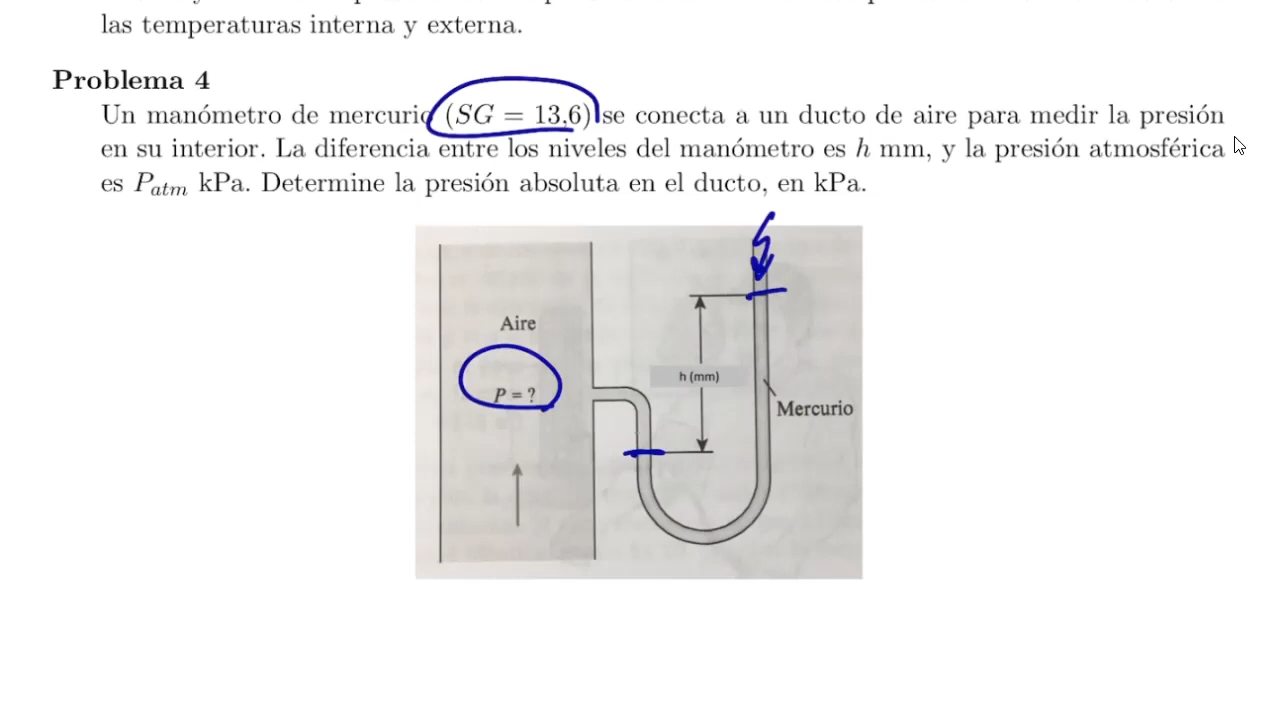 las temperaturas interna y externa.
Problema 4
Un manómetro de mercurio (SG = 13,6) se conecta a un ducto de aire para medir la presión
en su interior. La diferencia entre los niveles del manómetro es h mm, y la presión atmosférica
es Patm kPa. Determine la presión absoluta en el ducto, en kPa.
Aire
P = ?
h (mm)
Mercurio